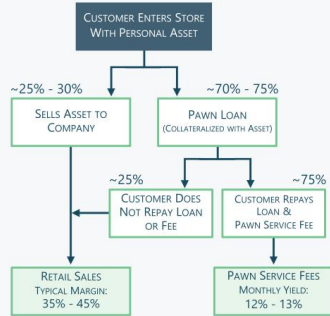 CUSTOMER ENTERS STORE
WITH PERSONAL ASSET
~25% - 30%
~70% - 75%
SELLS ASSET TO
COMPANY
PAWN LOAN
(COLLATERALIZED WITH ASSET)
~25%
~75%
CUSTOMER DOES
NOT REPAY LOAN
OR FEE
CUSTOMER REPAYS
LOAN &
PAWN SERVICE FEE
RETAIL SALES
TYPICAL MARGIN:
35% - 45%
PAWN SERVICE FEES
MONTHLY YIELD:
12% - 13%